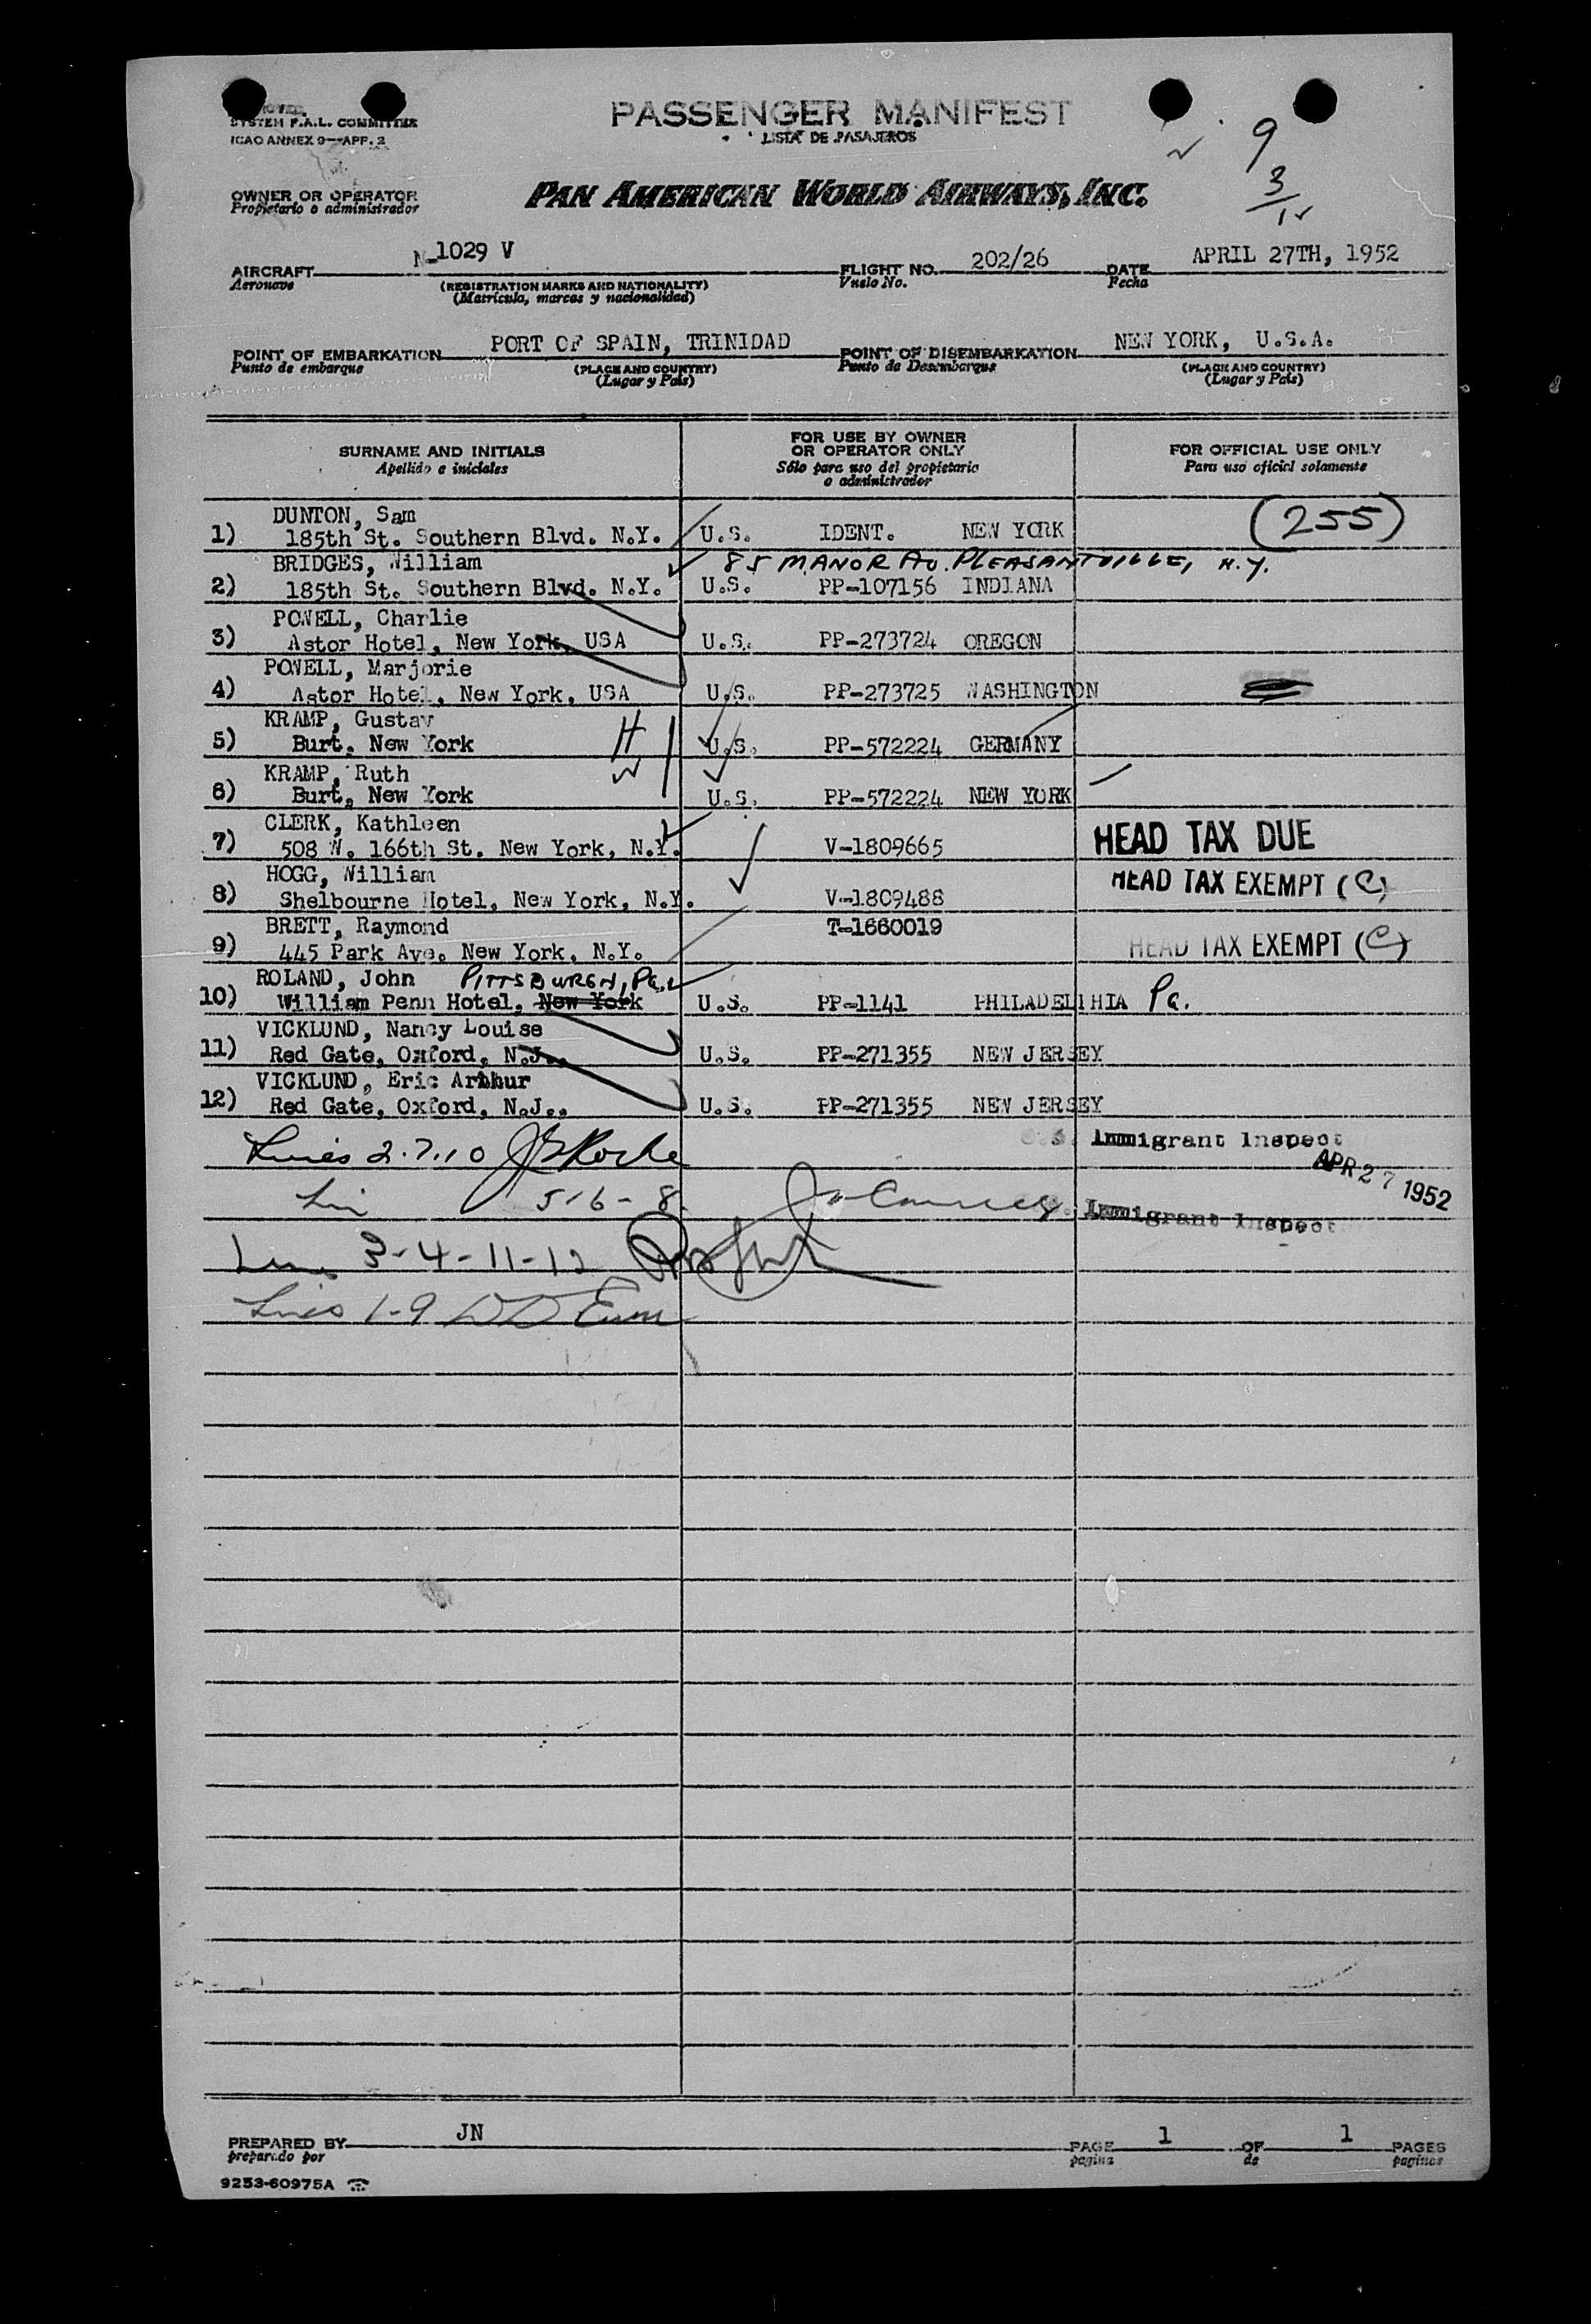 SYSTEM F.A.L. COMMITTEE
ICAO ANNEX 9—APP. 2
PASSENGER MANIFEST
LISTA DE PASAJEROS
9
3
OWNER OR OPERATOR
Propietario o administrador
PAN AMERICAN WORLD AIRWAYS, INC.
AIRCRAFT N-1029 V FLIGHT NO. 202/26 DATE APRIL 27TH, 1952
Aeronave (REGISTRATION MARKS AND NATIONALITY) Vuelo No. Fecha
(Matrícula, marcas y nacionalidad)
POINT OF EMBARKATION PORT OF SPAIN, TRINIDAD POINT OF DISEMBARKATION NEW YORK, U.S.A.
Punto de embarque (PLACE AND COUNTRY) Punto de Desembarque (PLACE AND COUNTRY)
(Lugar y País) (Lugar y País)
SURNAME AND INITIALS FOR USE BY OWNER OR OPERATOR ONLY FOR OFFICIAL USE ONLY
Apellido e iniciales Sólo para uso del propietario o administrador Para uso oficial solamente
DUNTON, Sam
1) 185th St. Southern Blvd. N.Y. U.S. IDENT. NEW YORK (255)
BRIDGES, William 85 MANOR AV. PLEASANTVILLE, N.Y.
2) 185th St. Southern Blvd. N.Y. U.S. PP-107156 INDIANA
POWELL, Charlie
3) Astor Hotel, New York, USA U.S. PP-273724 OREGON
POWELL, Marjorie
4) Astor Hotel, New York, USA U.S. PP-273725 WASHINGTON
KRAMP, Gustav H
5) Burt, New York U.S. PP-572224 GERMANY
KRAMP, Ruth W
6) Burt, New York U.S. PP-572224 NEW YORK
CLERK, Kathleen
7) 508 W. 166th St. New York, N.Y. V-1809665 HEAD TAX DUE
HOGG, William HEAD TAX EXEMPT (C)
8) Shelbourne Hotel, New York, N.Y. V-1809488
BRETT, Raymond T-1660019
9) 445 Park Ave. New York, N.Y. HEAD TAX EXEMPT (C)
ROLAND, John PITTSBURGH, Pa.
10) William Penn Hotel, New York U.S. PP-1141 PHILADELPHIA Pa.
VICKLUND, Nancy Louise
11) Red Gate, Oxford, N.J., U.S. PP-271355 NEW JERSEY
VICKLUND, Eric Arthur
12) Red Gate, Oxford, N.J., U.S. PP-271355 NEW JERSEY
Lines 2.7.10 U.S. Immigrant Inspect
APR 27 1952
5-6-8 Immigrant Inspect
3-4-11-12
Lines 1-9
PREPARED BY JN PAGE 1 OF 1 PAGES
preparado por pagina de paginas
9253-60975A